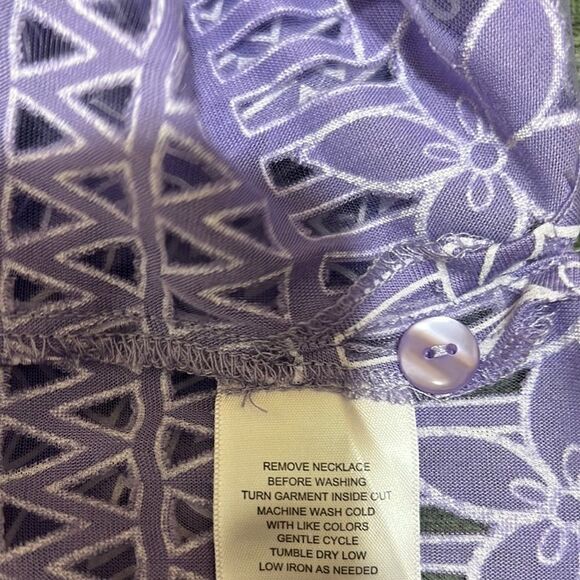 REMOVE NECKLACE
BEFORE WASHING
TURN GARMENT INSIDE OUT
MACHINE WASH COLD
WITH LIKE COLORS
GENTLE CYCLE
TUMBLE DRY LOW
LOW IRON AS NEEDED